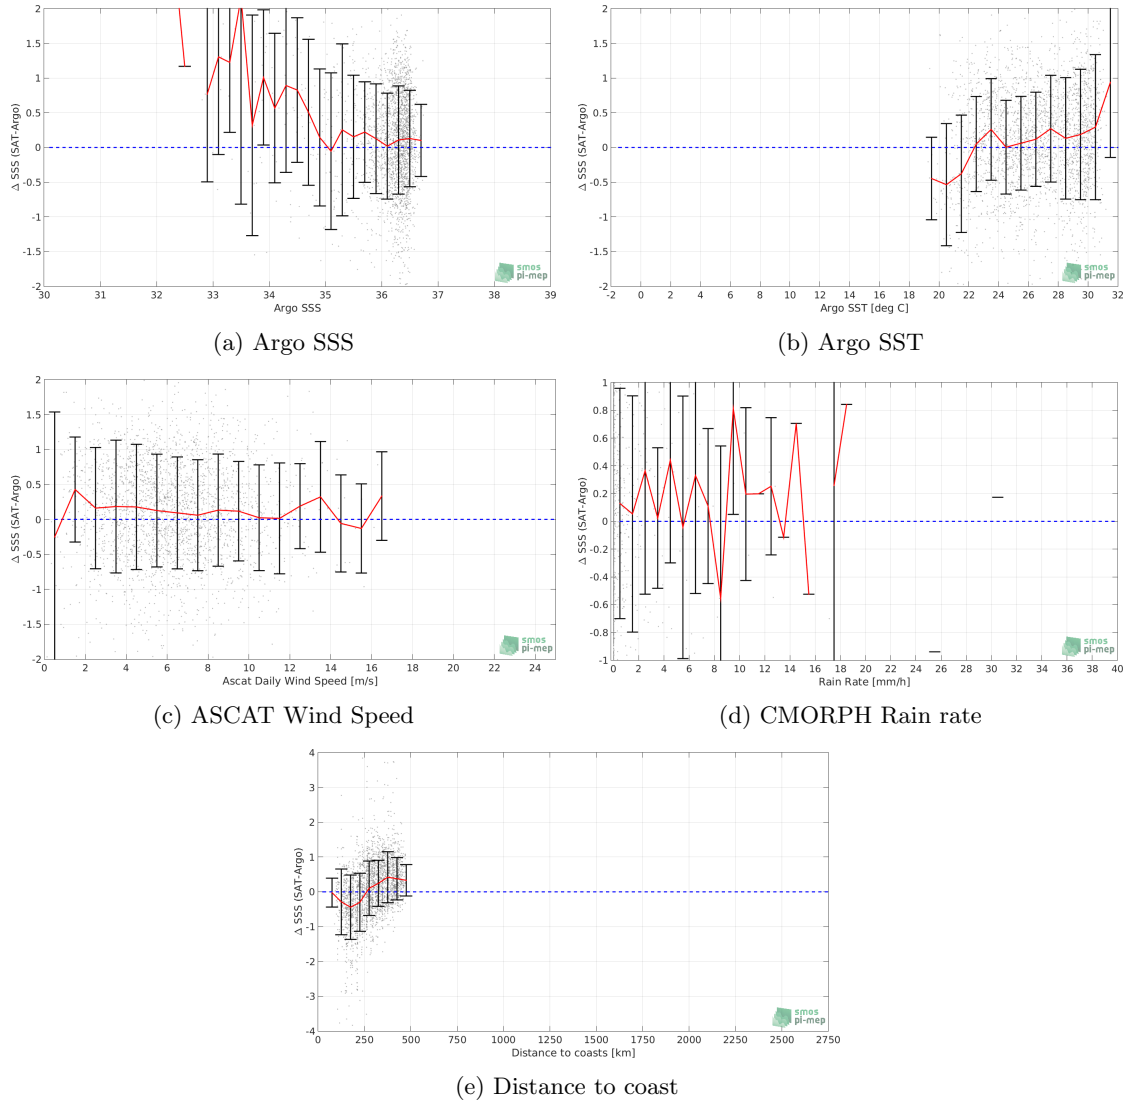 2
1.5
1
0.5
0
-0.5
-1
-1.5
-2
Δ SSS (SAT-Argo)
30 31 32 33 34 35 36 37 38 39
Argo SSS
smos
pi-mep
(a) Argo SSS
2
1.5
1
0.5
0
-0.5
-1
-1.5
-2
Δ SSS (SAT-Argo)
-2 0 2 4 6 8 10 12 14 16 18 20 22 24 26 28 30 32
Argo SST [deg C]
smos
pi-mep
(b) Argo SST
2
1.5
1
0.5
0
-0.5
-1
-1.5
-2
Δ SSS (SAT-Argo)
0 2 4 6 8 10 12 14 16 18 20 22 24
Ascat Daily Wind Speed [m/s]
smos
pi-mep
(c) ASCAT Wind Speed
1
0.8
0.6
0.4
0.2
0
-0.2
-0.4
-0.6
-0.8
-1
Δ SSS (SAT-Argo)
0 2 4 6 8 10 12 14 16 18 20 22 24 26 28 30 32 34 36 38 40
Rain Rate [mm/h]
smos
pi-mep
(d) CMORPH Rain rate
4
3
2
1
0
-1
-2
-3
-4
Δ SSS (SAT-Argo)
0 250 500 750 1000 1250 1500 1750 2000 2250 2500 2750
Distance to coasts [km]
smos
pi-mep
(e) Distance to coast